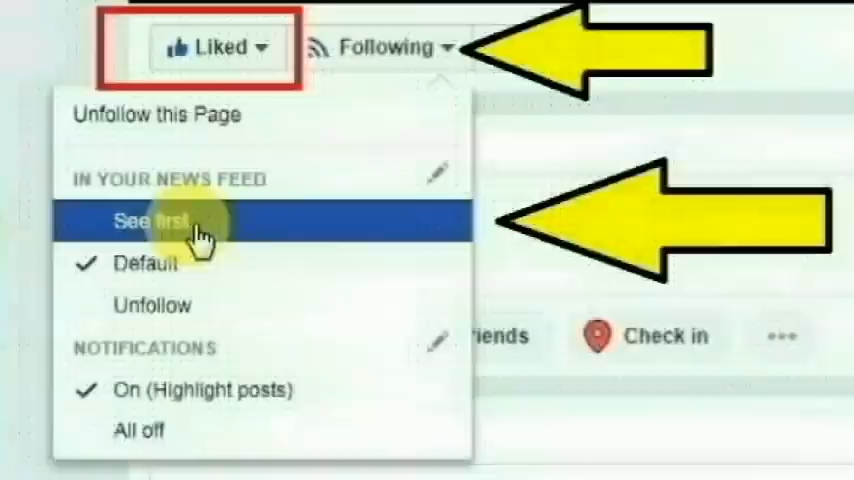 Liked Following
Unfollow this Page
IN YOUR NEWS FEED
See first
Default
Unfollow
riends Check in
NOTIFICATIONS
On (Highlight posts)
All off